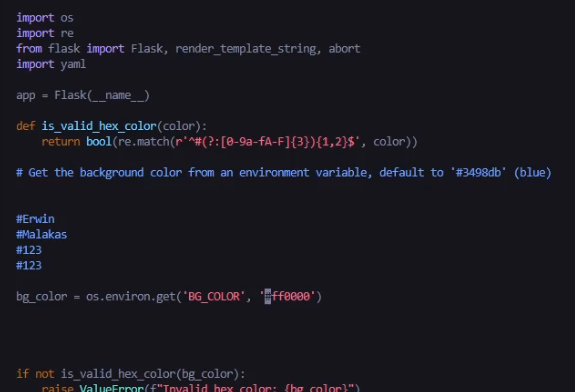 import os
import re
from flask import Flask, render_template_string, abort
import yaml
app = Flask(__name__)
def is_valid_hex_color(color):
return bool(re.match(r'^#(?:[0-9a-fA-F]{3}){1,2}$', color))
# Get the background color from an environment variable, default to '#3498db' (blue)
#Erwin
#Malakas
#123
#123
bg_color = os.environ.get('BG_COLOR', '#ff0000')
if not is_valid_hex_color(bg_color):
raise ValueError(f"Invalid hex color: {bg_color}")